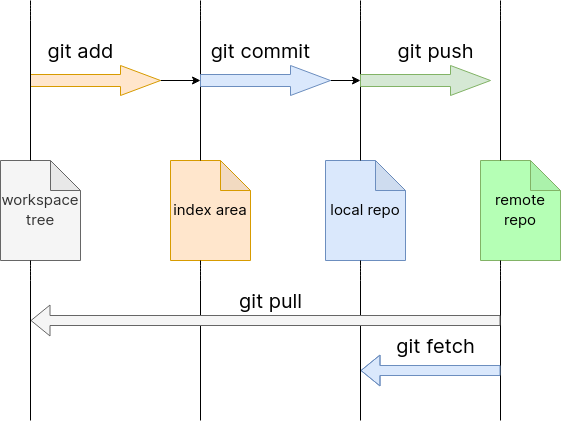 git add
git commit
git push
workspace
tree
index area
local repo
remote
repo
git pull
git fetch